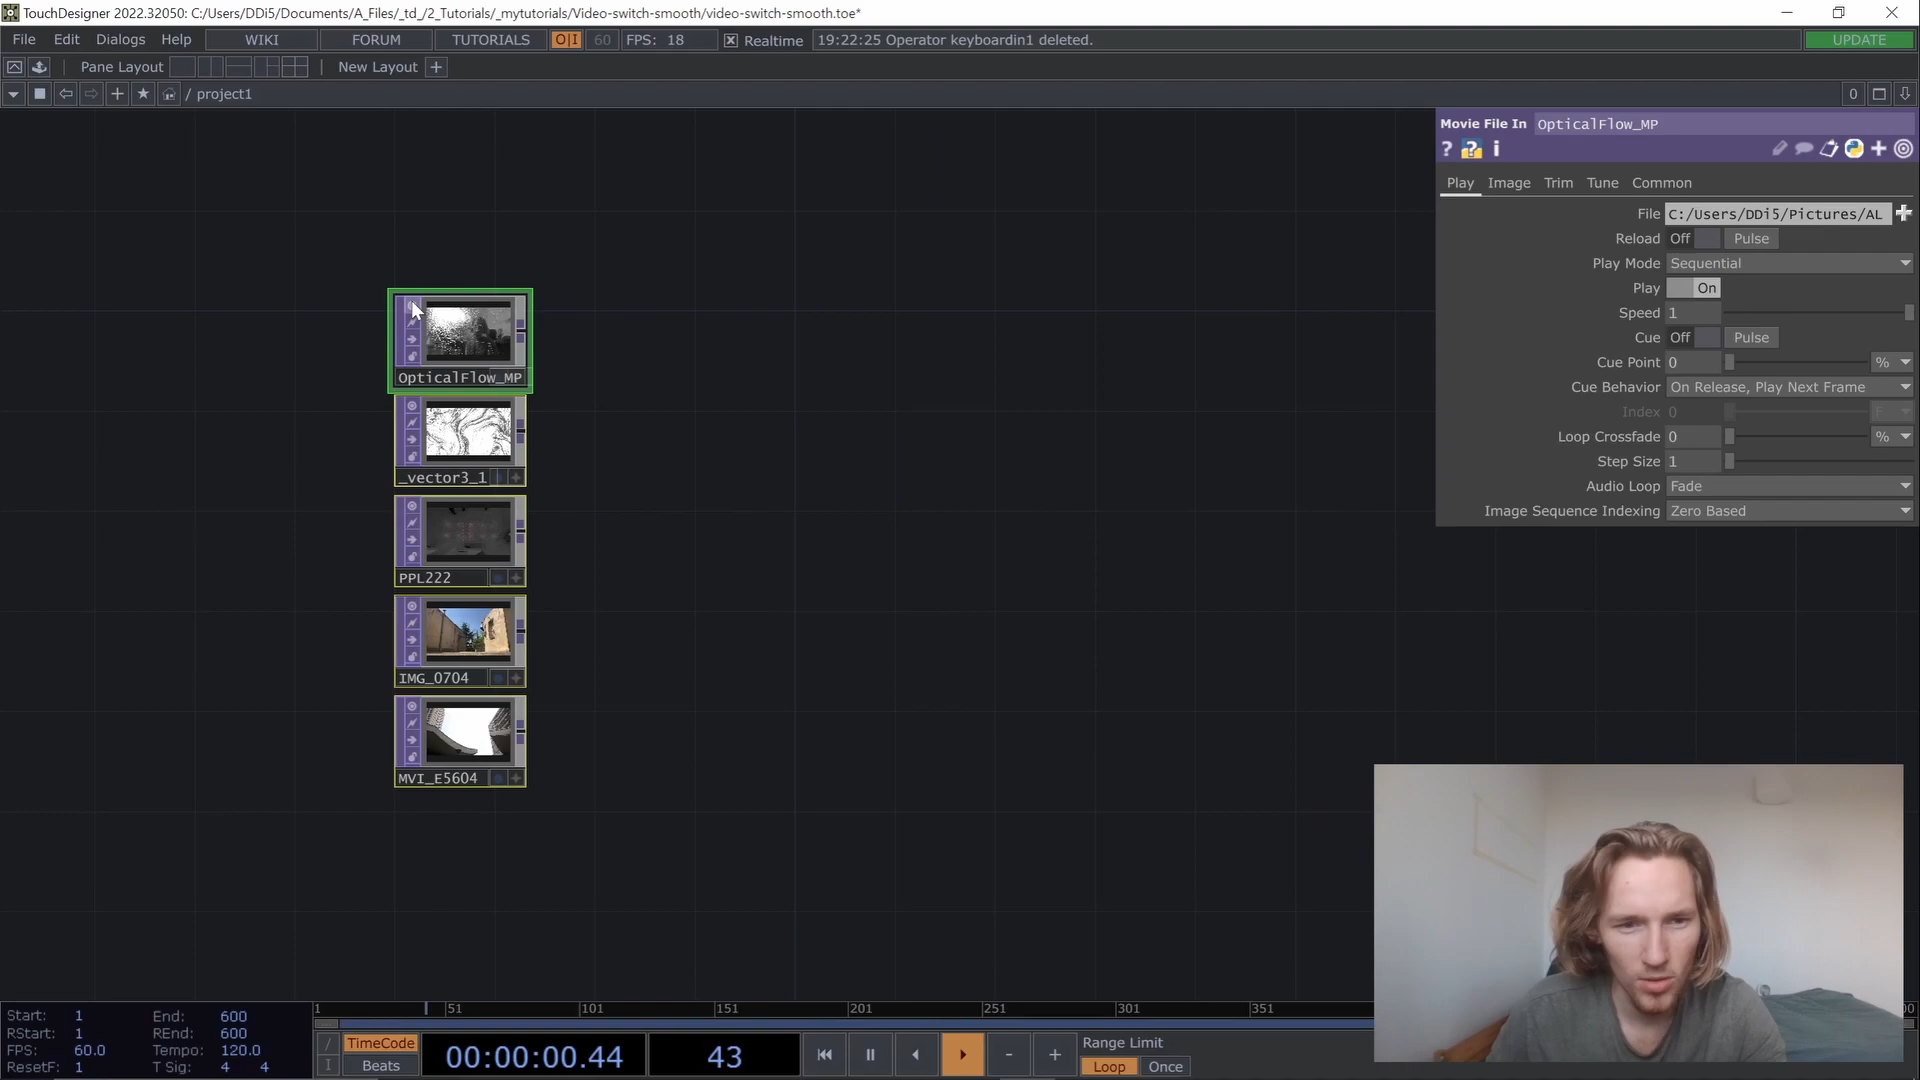 TouchDesigner 2022.32050: C:/Users/DDi5/Documents/A_Files/_td_/2_Tutorials/_mytutorials/Video-switch-smooth/video-switch-smooth.toe*
File Edit Dialogs Help WIKI FORUM TUTORIALS O|I 60 FPS: 18 Realtime 19:22:25 Operator keyboardin1 deleted. UPDATE
Pane Layout New Layout +
/ project1 0
Movie File In OpticalFlow_MP
Play Image Trim Tune Common
File C:/Users/DDi5/Pictures/AL
Reload Off Pulse
Play Mode Sequential
Play On
Speed 1
Cue Off Pulse
Cue Point 0 %
Cue Behavior On Release, Play Next Frame
Index 0 F
Loop Crossfade 0 %
Step Size 1
Audio Loop Fade
Image Sequence Indexing Zero Based
OpticalFlow_MP
_vector3_1
PPL222
IMG_0704
MVI_E5604
1 51 101 151 201 251 301 351
Start: 1 End: 600
RStart: 1 REnd: 600
FPS: 60.0 Tempo: 120.0
ResetF: 1 T Sig: 4 4
TimeCode
Beats
00:00:00.44 43
Range Limit
Loop Once